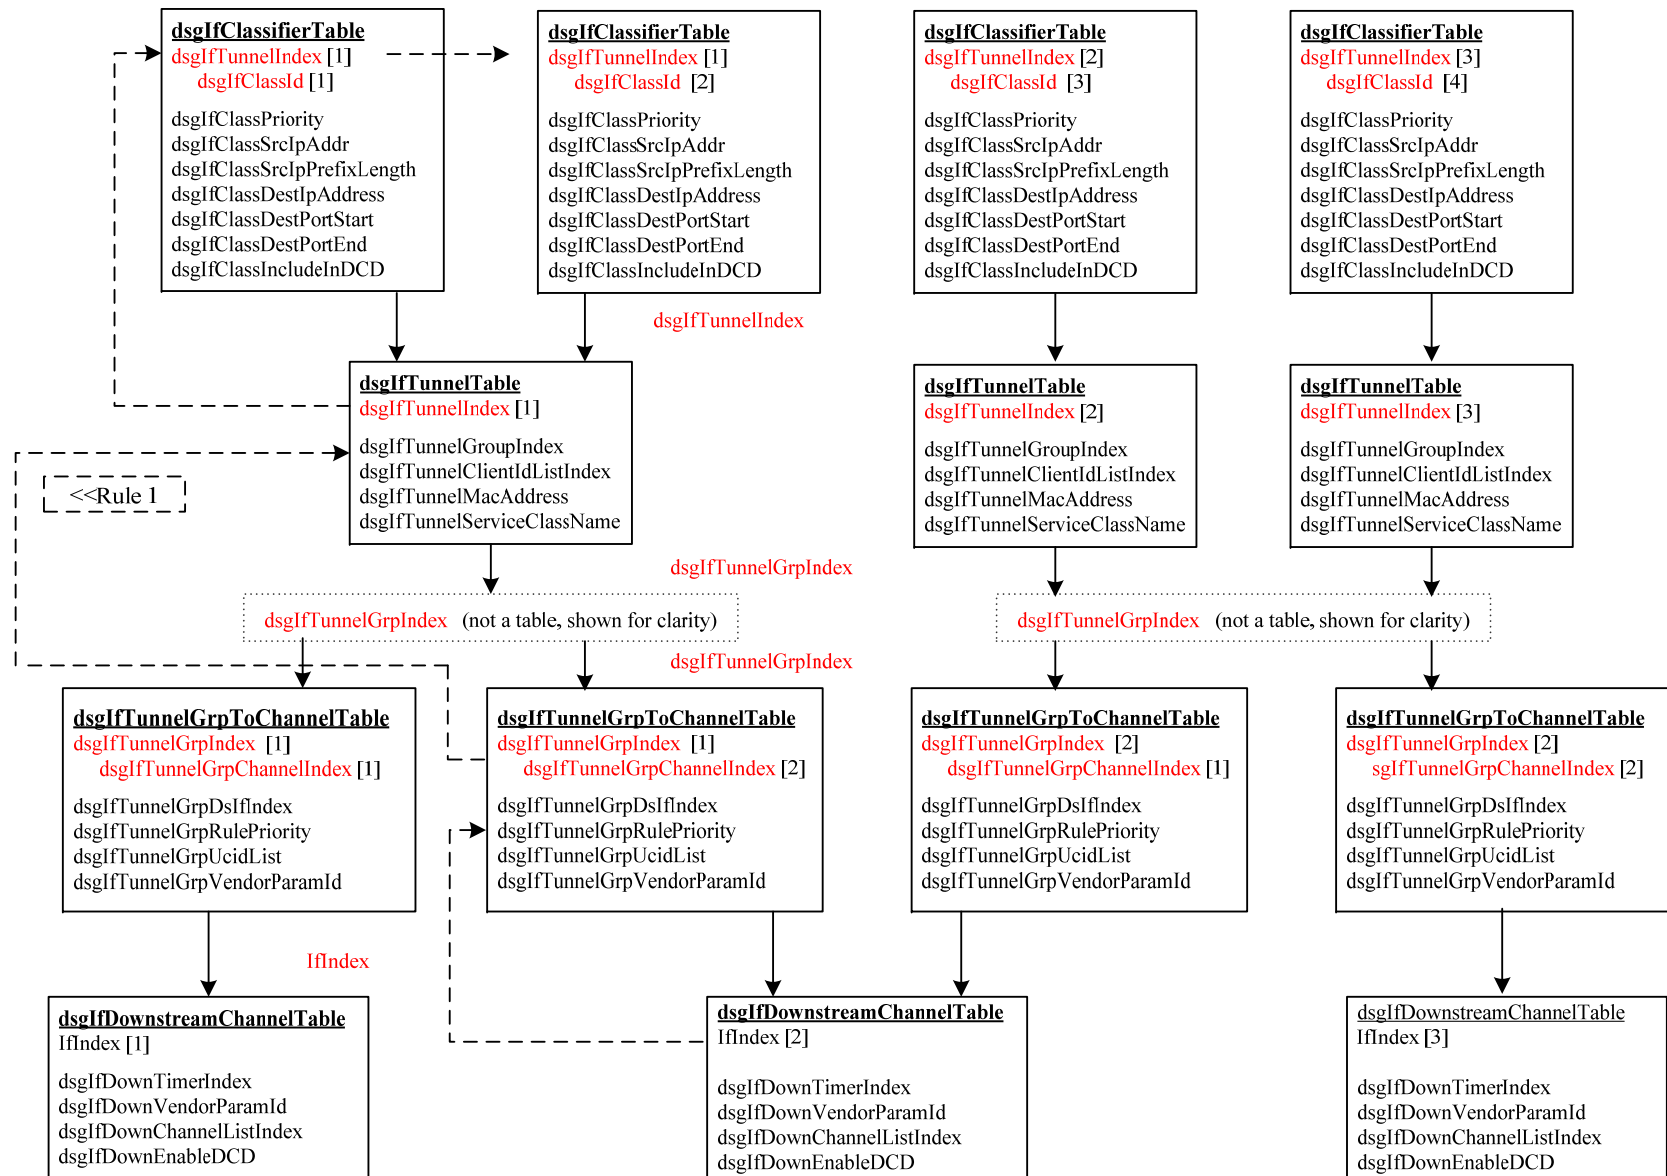 dsgIfClassifierTable
dsgIfTunnelIndex [1]
dsgIfClassId [1]
dsgIfClassPriority
dsgIfClassSrcIpAddr
dsgIfClassSrcIpPrefixLength
dsgIfClassDestIpAddress
dsgIfClassDestPortStart
dsgIfClassDestPortEnd
dsgIfClassIncludeInDCD
dsgIfClassifierTable
dsgIfTunnelIndex [1]
dsgIfClassId [2]
dsgIfClassPriority
dsgIfClassSrcIpAddr
dsgIfClassSrcIpPrefixLength
dsgIfClassDestIpAddress
dsgIfClassDestPortStart
dsgIfClassDestPortEnd
dsgIfClassIncludeInDCD
dsgIfClassifierTable
dsgIfTunnelIndex [2]
dsgIfClassId [3]
dsgIfClassPriority
dsgIfClassSrcIpAddr
dsgIfClassSrcIpPrefixLength
dsgIfClassDestIpAddress
dsgIfClassDestPortStart
dsgIfClassDestPortEnd
dsgIfClassIncludeInDCD
dsgIfClassifierTable
dsgIfTunnelIndex [3]
dsgIfClassId [4]
dsgIfClassPriority
dsgIfClassSrcIpAddr
dsgIfClassSrcIpPrefixLength
dsgIfClassDestIpAddress
dsgIfClassDestPortStart
dsgIfClassDestPortEnd
dsgIfClassIncludeInDCD
dsgIfTunnelIndex
dsgIfTunnelTable
dsgIfTunnelIndex [1]
dsgIfTunnelGroupIndex
dsgIfTunnelClientIdListIndex
dsgIfTunnelMacAddress
dsgIfTunnelServiceClassName
dsgIfTunnelTable
dsgIfTunnelIndex [2]
dsgIfTunnelGroupIndex
dsgIfTunnelClientIdListIndex
dsgIfTunnelMacAddress
dsgIfTunnelServiceClassName
dsgIfTunnelTable
dsgIfTunnelIndex [3]
dsgIfTunnelGroupIndex
dsgIfTunnelClientIdListIndex
dsgIfTunnelMacAddress
dsgIfTunnelServiceClassName
<<Rule 1
dsgIfTunnelGrpIndex
dsgIfTunnelGrpIndex (not a table, shown for clarity)
dsgIfTunnelGrpIndex (not a table, shown for clarity)
dsgIfTunnelGrpIndex
dsgIfTunnelGrpToChannelTable
dsgIfTunnelGrpIndex [1]
dsgIfTunnelGrpChannelIndex [1]
dsgIfTunnelGrpDsIfIndex
dsgIfTunnelGrpRulePriority
dsgIfTunnelGrpUcidList
dsgIfTunnelGrpVendorParamId
dsgIfTunnelGrpToChannelTable
dsgIfTunnelGrpIndex [1]
dsgIfTunnelGrpChannelIndex [2]
dsgIfTunnelGrpDsIfIndex
dsgIfTunnelGrpRulePriority
dsgIfTunnelGrpUcidList
dsgIfTunnelGrpVendorParamId
dsgIfTunnelGrpToChannelTable
dsgIfTunnelGrpIndex [2]
dsgIfTunnelGrpChannelIndex [1]
dsgIfTunnelGrpDsIfIndex
dsgIfTunnelGrpRulePriority
dsgIfTunnelGrpUcidList
dsgIfTunnelGrpVendorParamId
dsgIfTunnelGrpToChannelTable
dsgIfTunnelGrpIndex [2]
sgIfTunnelGrpChannelIndex [2]
dsgIfTunnelGrpDsIfIndex
dsgIfTunnelGrpRulePriority
dsgIfTunnelGrpUcidList
dsgIfTunnelGrpVendorParamId
IfIndex
dsgIfDownstreamChannelTable
IfIndex [1]
dsgIfDownTimerIndex
dsgIfDownVendorParamId
dsgIfDownChannelListIndex
dsgIfDownEnableDCD
dsgIfDownstreamChannelTable
IfIndex [2]
dsgIfDownTimerIndex
dsgIfDownVendorParamId
dsgIfDownChannelListIndex
dsgIfDownEnableDCD
dsgIfDownstreamChannelTable
IfIndex [3]
dsgIfDownTimerIndex
dsgIfDownVendorParamId
dsgIfDownChannelListIndex
dsgIfDownEnableDCD